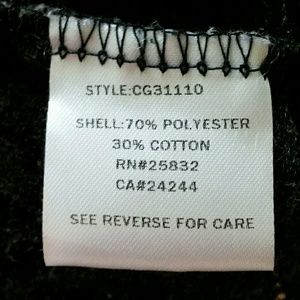 STYLE:CG31110
SHELL:70% POLYESTER
30% COTTON
RN#25832
CA#24244
SEE REVERSE FOR CARE